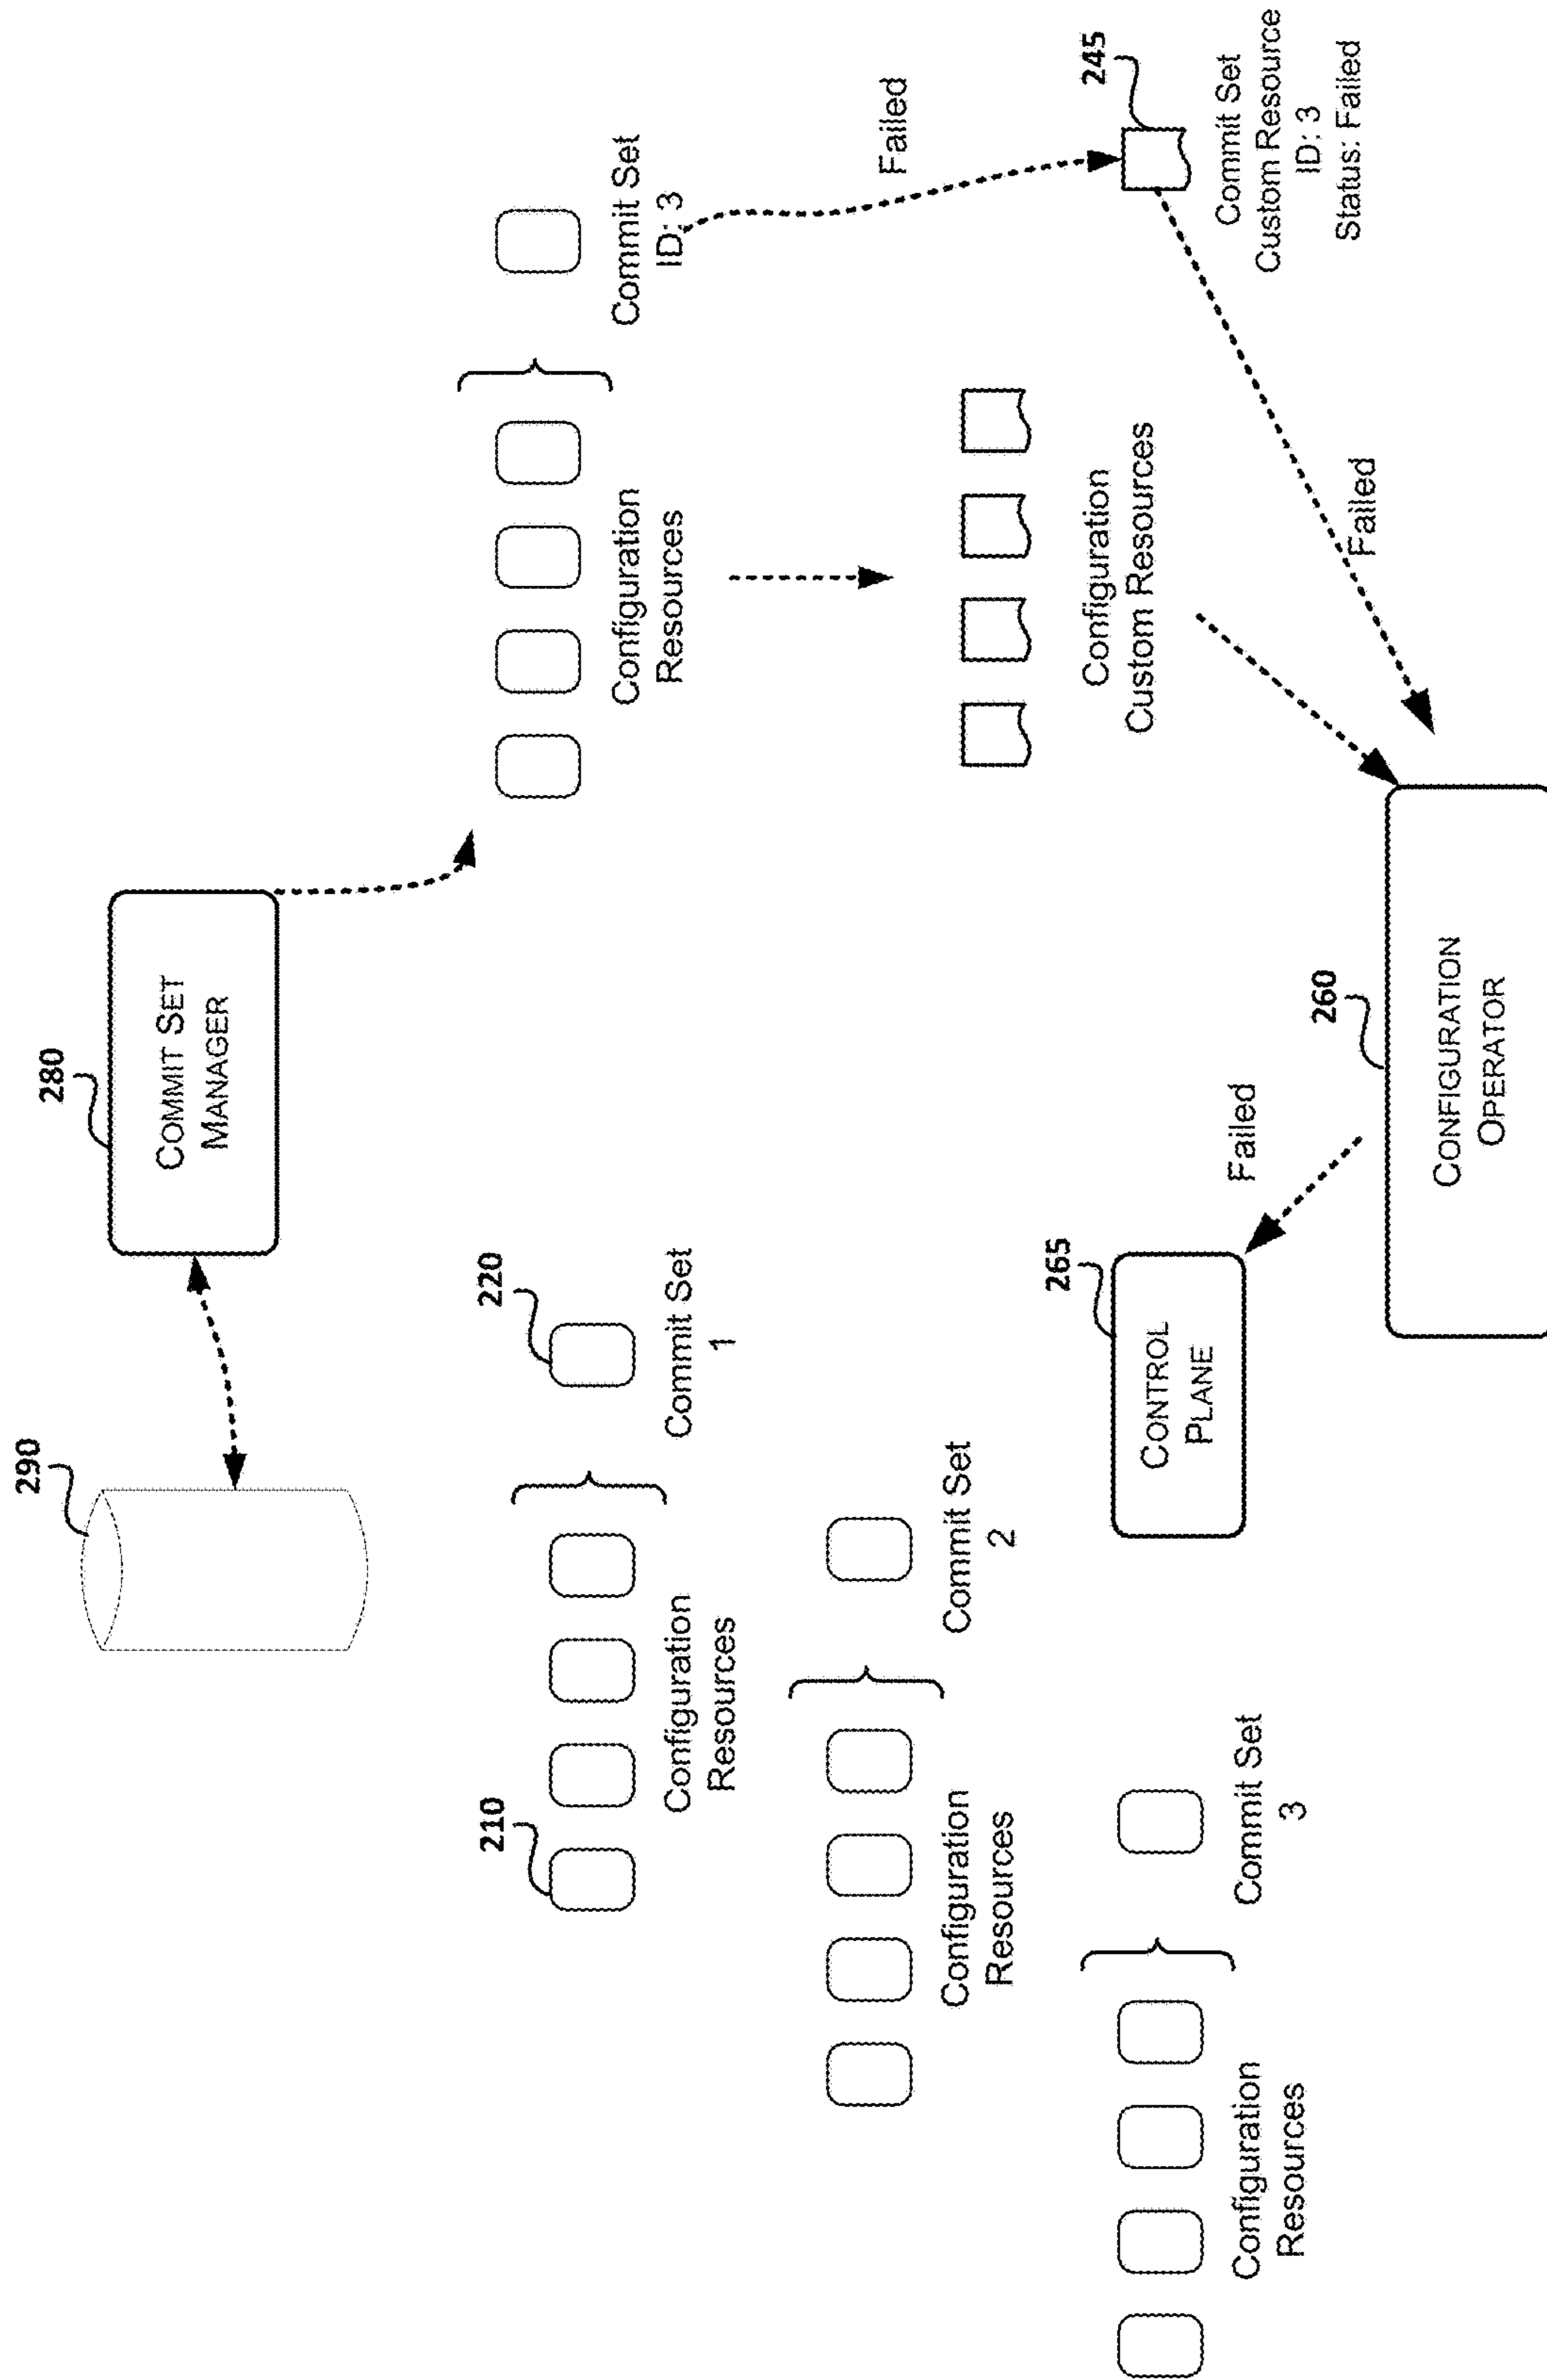 290
280
COMMIT SET
MANAGER
210
220
Configuration
Resources
Commit Set
1
Configuration
Resources
Commit Set
ID: 3
Failed
Configuration
Resources
Commit Set
2
265
CONTROL
PLANE
Configuration
Custom Resources
245
Commit Set
Custom Resource
ID: 3
Status: Failed
Configuration
Resources
Commit Set
3
Failed
260
CONFIGURATION
OPERATOR
Failed